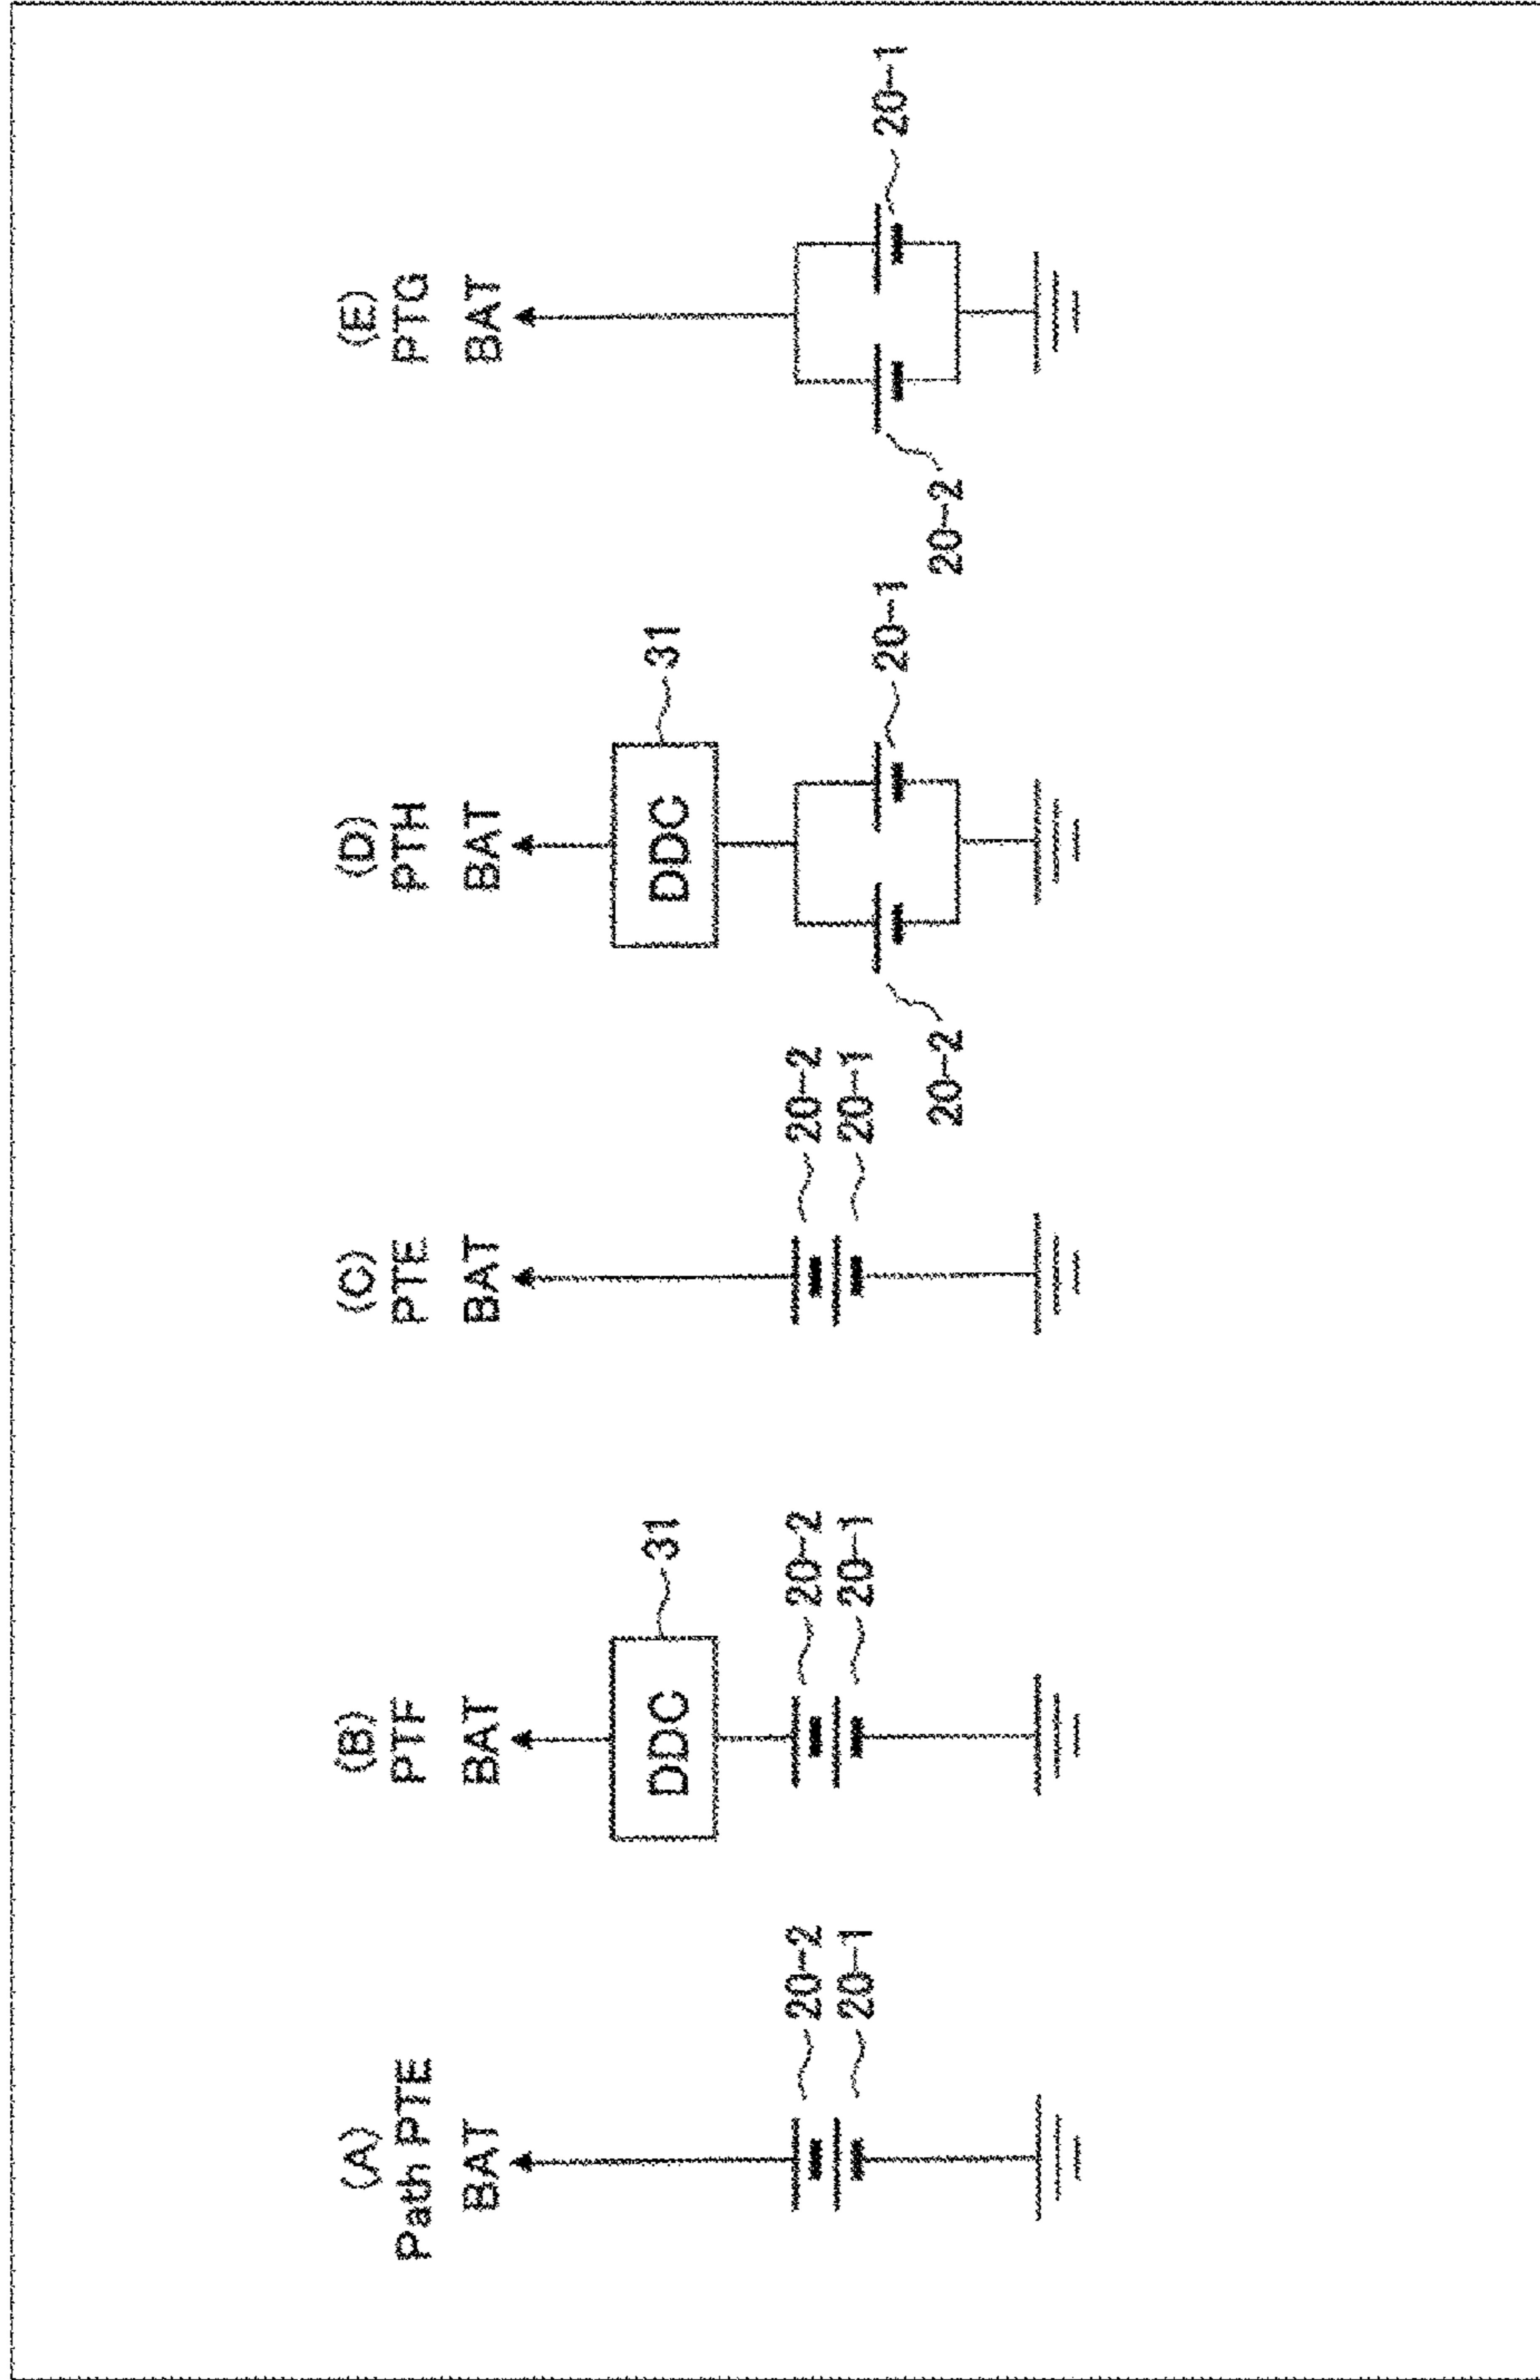 (A)
Path PTE
BAT
20-2
20-1
(B)
PTF
BAT
31
DDC
20-2
20-1
(C)
PTE
BAT
20-2
20-1
(D)
PTH
BAT
31
DDC
20-1
20-2
(E)
PTG
BAT
20-1
20-2